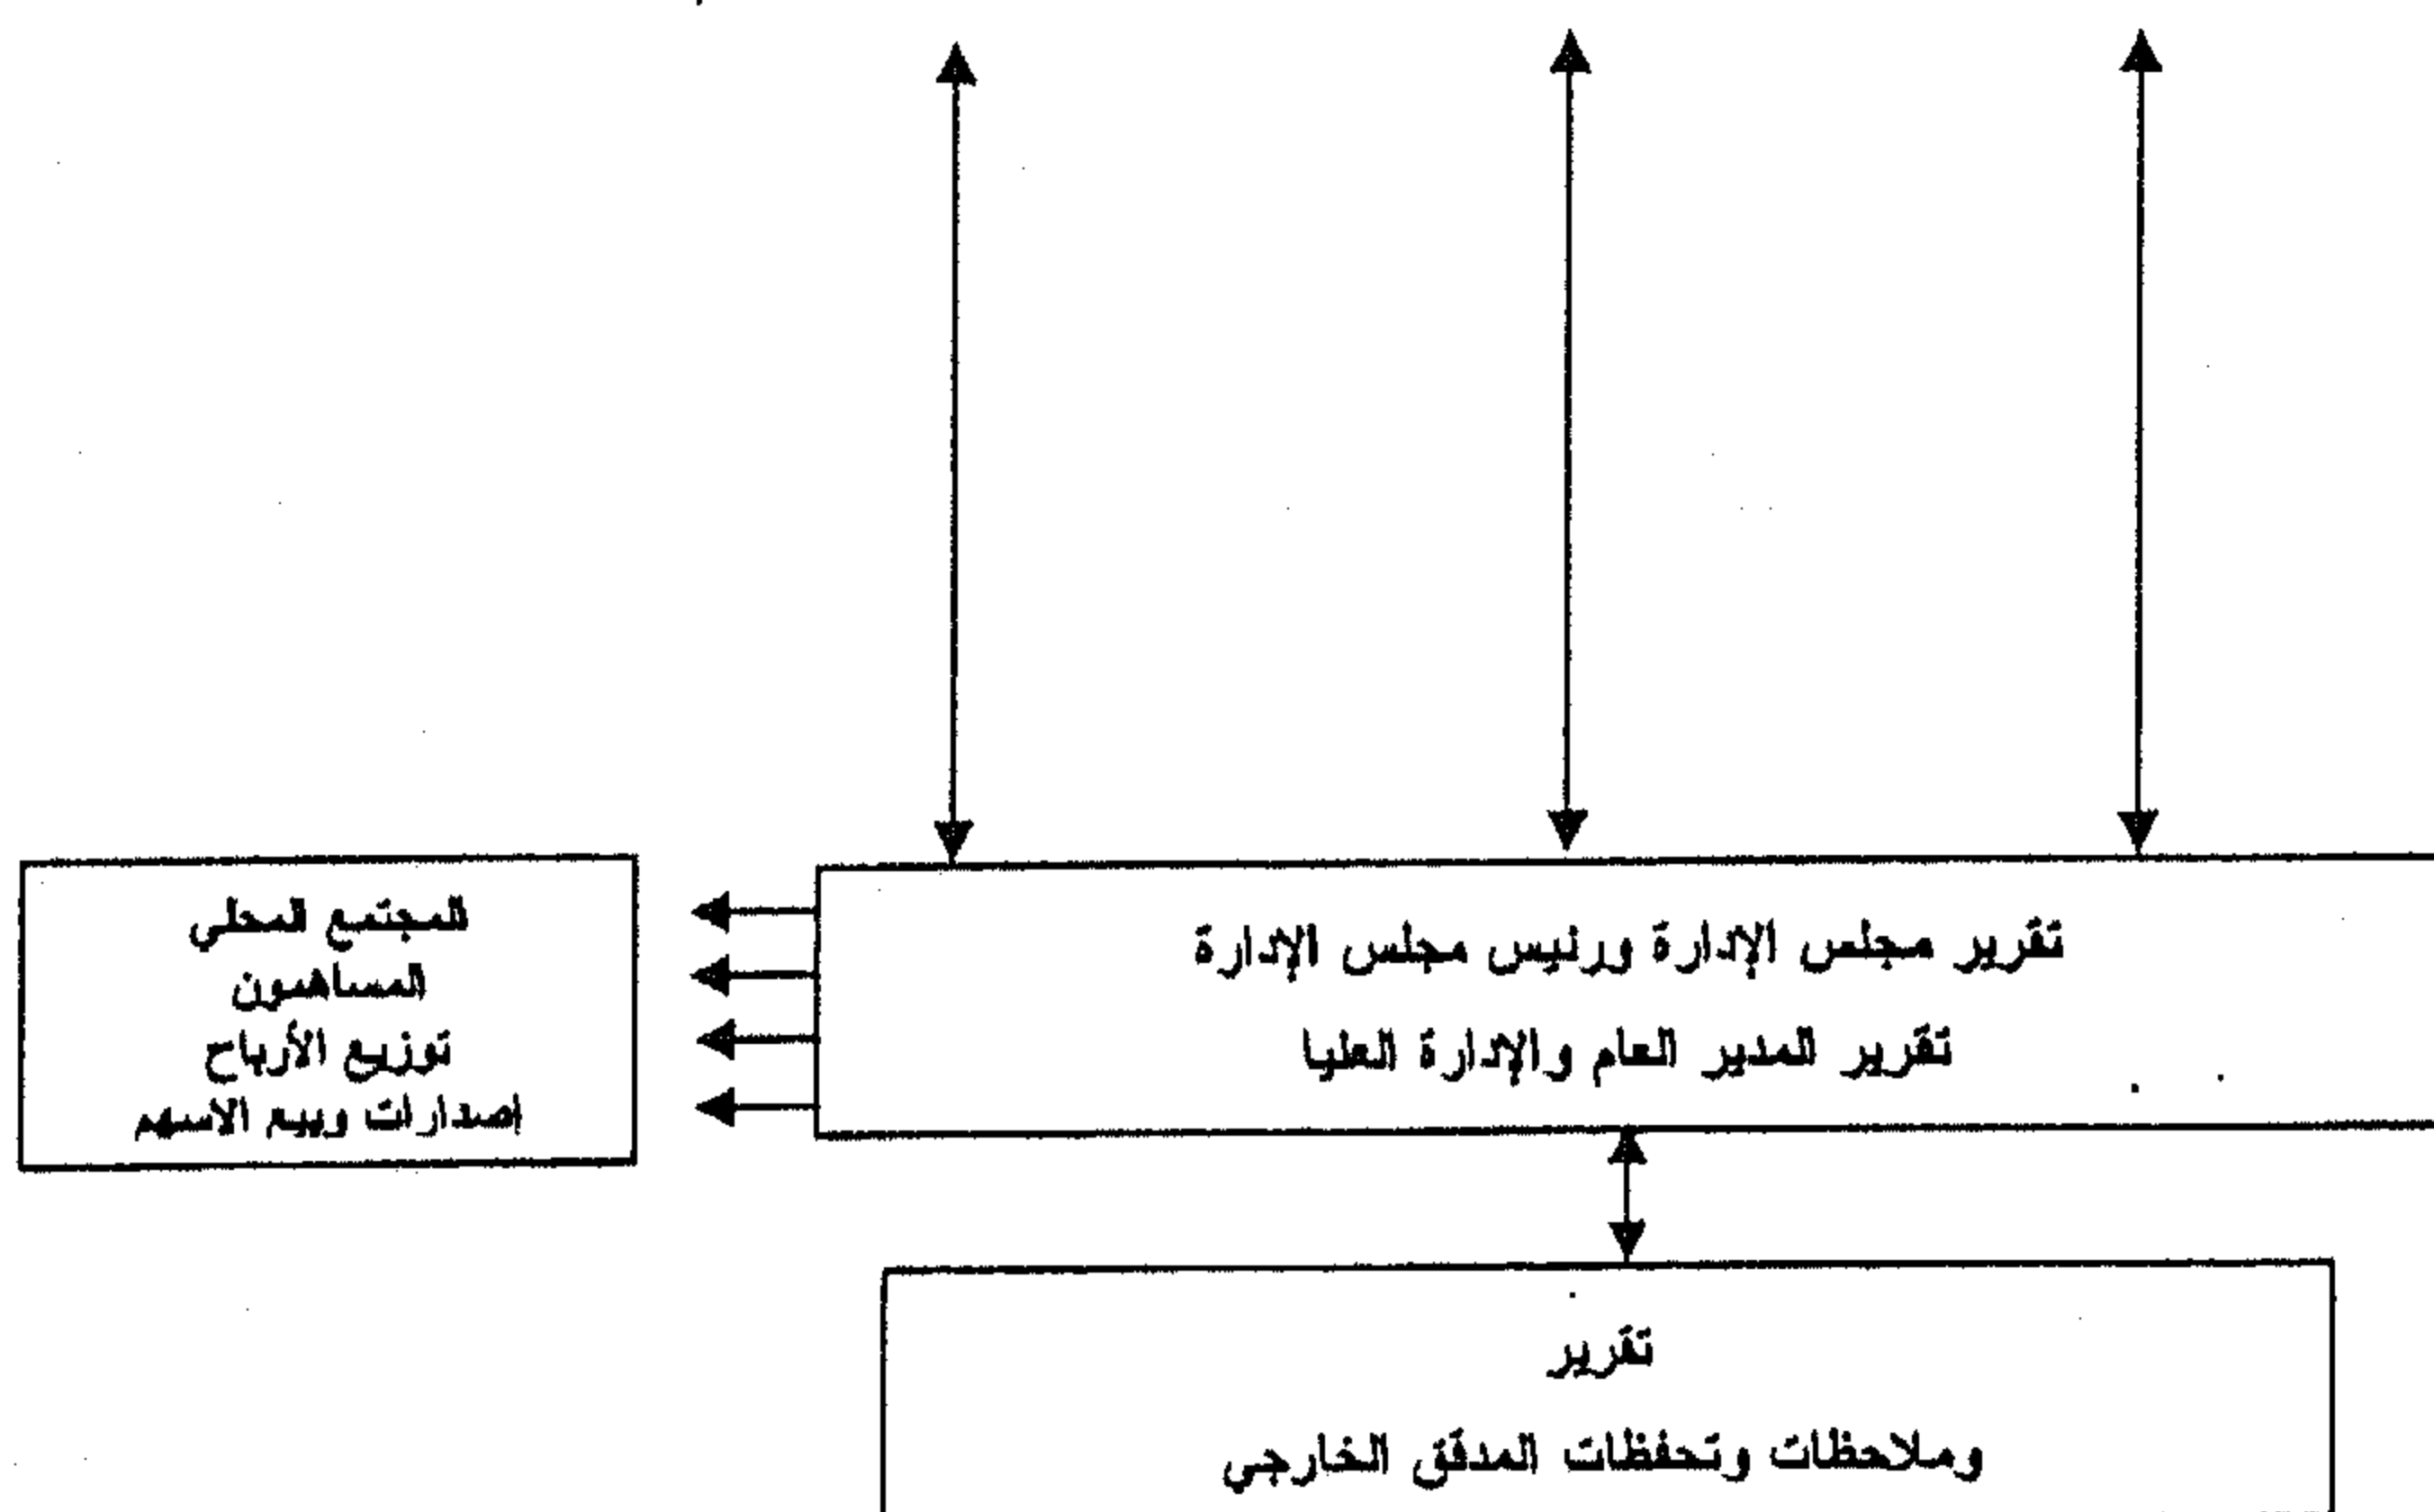 تقرير مجلس الإدارة ورئيس مجلس الإدارة
تقرير المدير العام والإدارة العليا
المجتمع المحلي
المساهمون
توزيع الأرباح
إصدارات وبيع الاسهم
تقرير
وملاحظات وتحفظات المدقق الخارجي